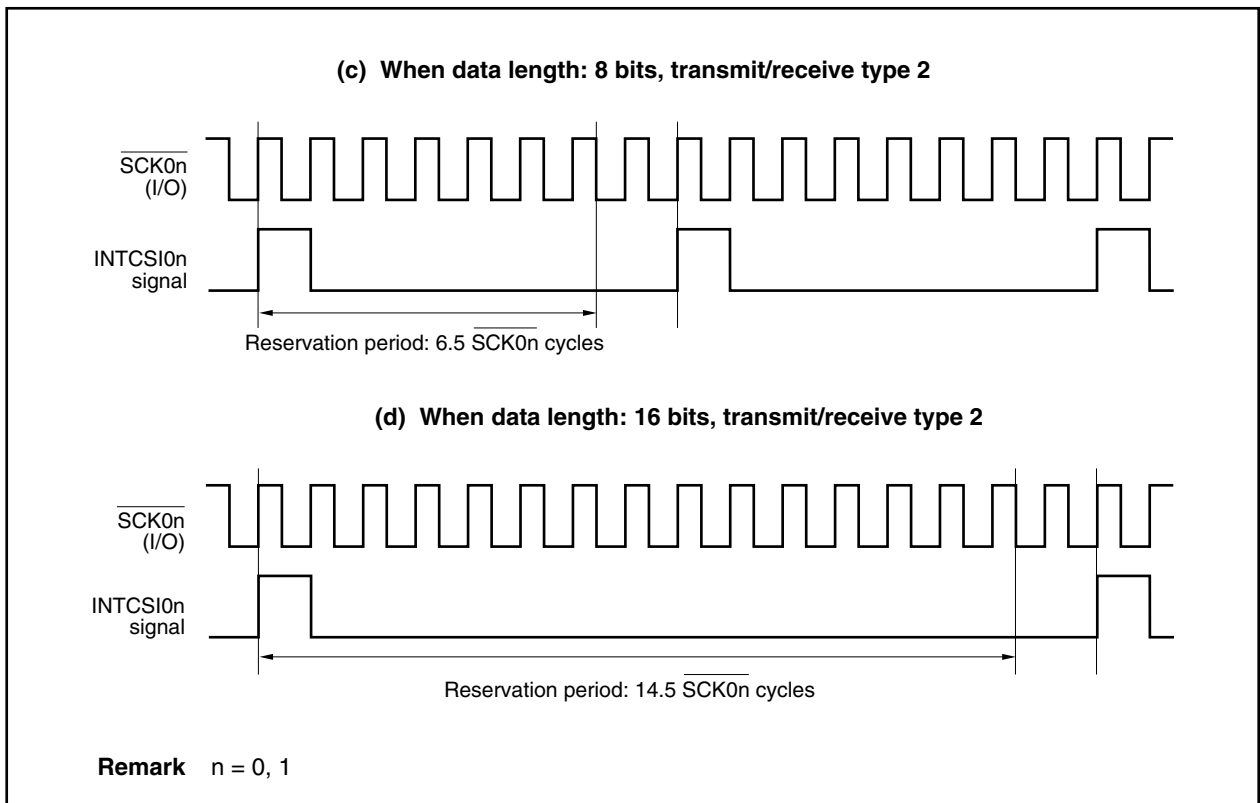 (c) When data length: 8 bits, transmit/receive type 2
SCK0n
(I/O)
INTCSI0n
signal
Reservation period: 6.5 SCK0n cycles
(d) When data length: 16 bits, transmit/receive type 2
SCK0n
(I/O)
INTCSI0n
signal
Reservation period: 14.5 SCK0n cycles
Remark n = 0, 1